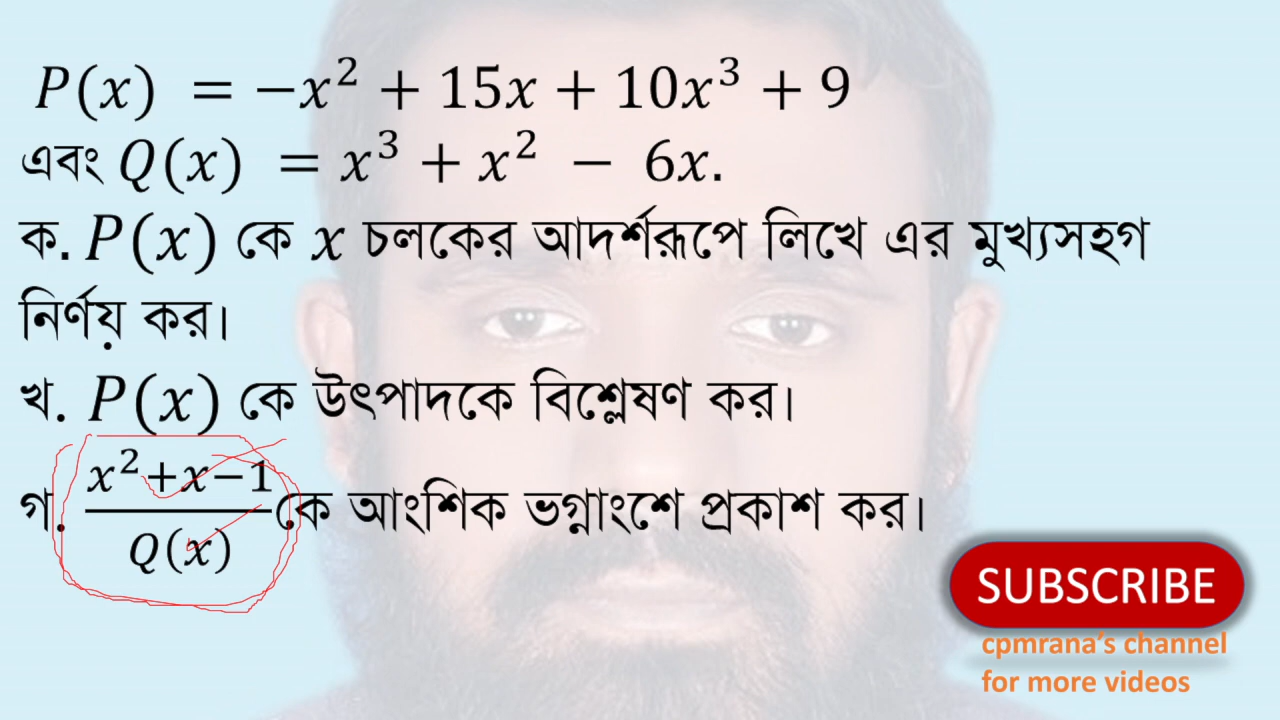 P(x) = −x² + 15x + 10x³ + 9
এবং Q(x) = x³ + x² − 6x.
ক. P(x) কে x চলকের আদর্শরূপে লিখে এর মুখ্যসহগ
নির্ণয় কর।
খ. P(x) কে উৎপাদকে বিশ্লেষণ কর।
গ. (x²+x−1)/Q(x) কে আংশিক ভগ্নাংশে প্রকাশ কর।
SUBSCRIBE
cpmrana's channel
for more videos